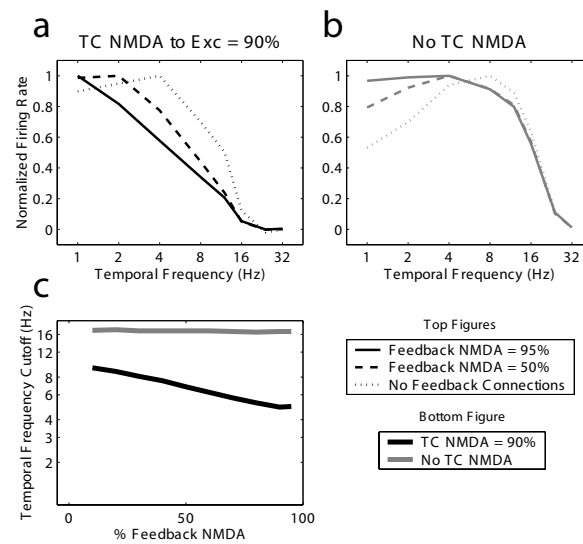 a
TC NMDA to Exc = 90%
Normalized Firing Rate
1
0.8
0.6
0.4
0.2
0
1 2 4 8 16 32
Temporal Frequency (Hz)
b
No TC NMDA
1
0.8
0.6
0.4
0.2
0
1 2 4 8 16 32
Temporal Frequency (Hz)
c
Temporal Frequency Cutoff (Hz)
16
12
8
6
4
3
2
0 50 100
% Feedback NMDA
Top Figures
Feedback NMDA = 95%
Feedback NMDA = 50%
No Feedback Connections
Bottom Figure
TC NMDA = 90%
No TC NMDA